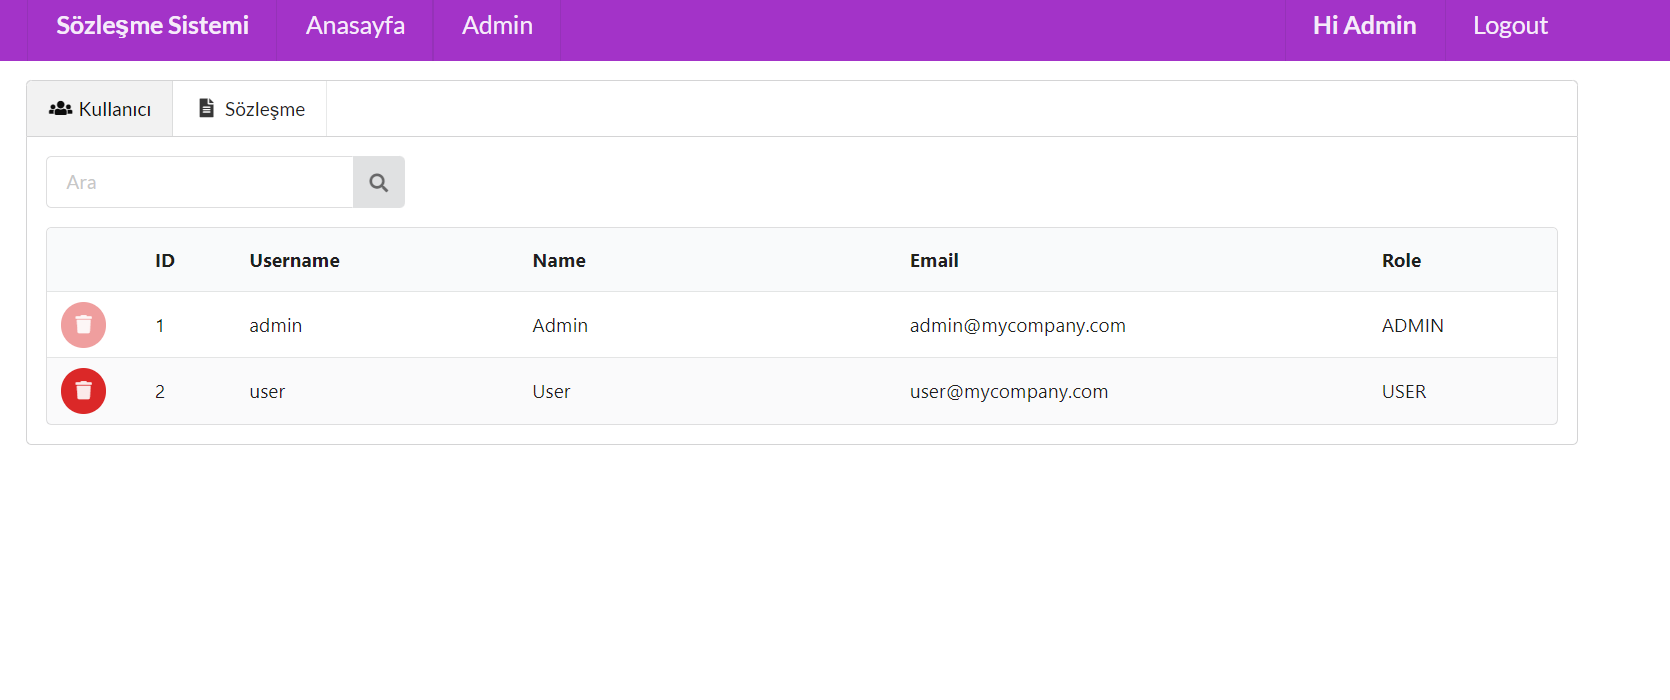 Sözleşme Sistemi Anasayfa Admin Hi Admin Logout
Kullanıcı Sözleşme
Ara
ID Username Name Email Role
1 admin Admin admin@mycompany.com ADMIN
2 user User user@mycompany.com USER